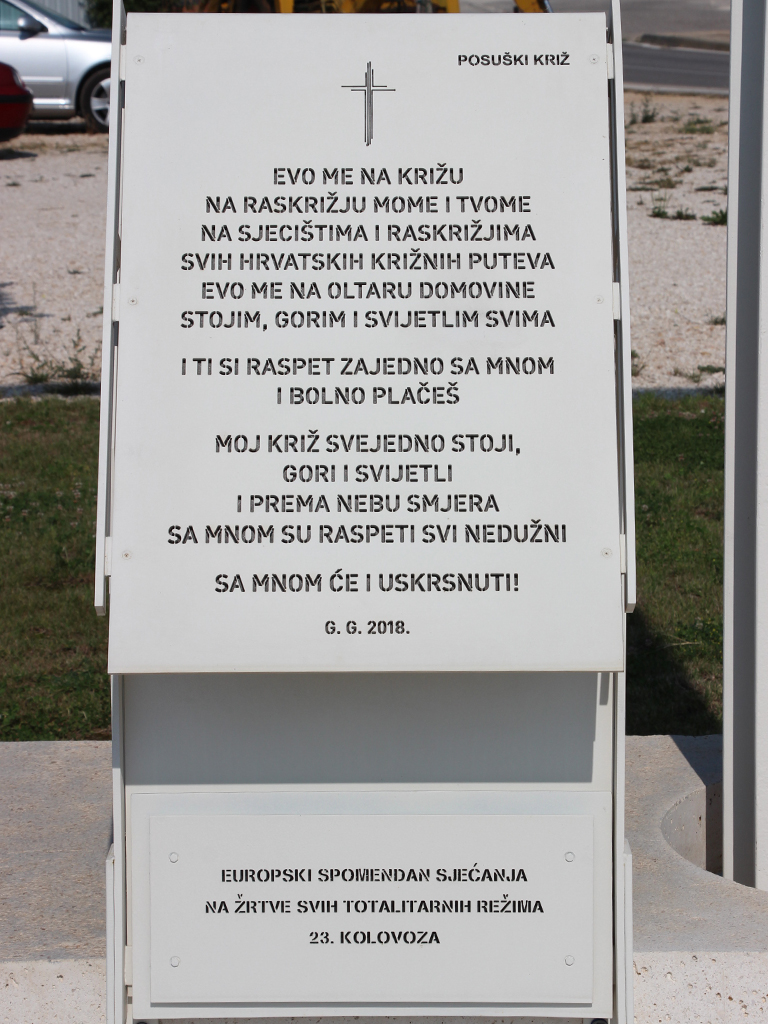 POSUŠKI KRIŽ
EVO ME NA KRIŽU
NA RASKRIŽJU MOME I TVOME
NA SJECIŠTIMA I RASKRIŽJIMA
SVIH HRVATSKIH KRIŽNIH PUTEVA
EVO ME NA OLTARU DOMOVINE
STOJIM, GORIM I SVIJETLIM SVIMA
I TI SI RASPET ZAJEDNO SA MNOM
I BOLNO PLAČEŠ
MOJ KRIŽ SVEJEDNO STOJI,
GORI I SVIJETLI
I PREMA NEBU SMJERA
SA MNOM SU RASPETI SVI NEDUŽNI
SA MNOM ĆE I USKRSNUTI!
G. G. 2018.
EUROPSKI SPOMENDAN SJEĆANJA
NA ŽRTVE SVIH TOTALITARNIH REŽIMA
23. KOLOVOZA